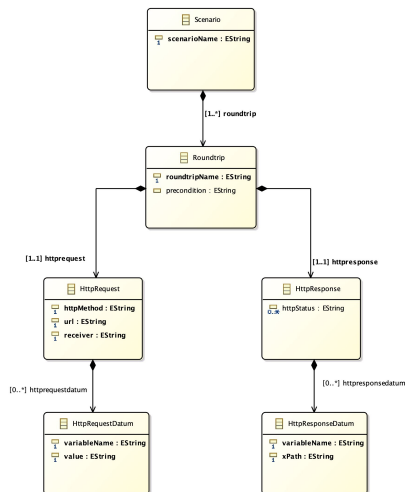 Scenario
1 scenarioName : EString
[1..*] roundtrip
Roundtrip
1 roundtripName : EString
precondition : EString
[1..1] httprequest
[1..1] httpresponse
HttpRequest
1 httpMethod : EString
1 url : EString
1 receiver : EString
HttpResponse
0..* httpStatus : EString
[0..*] httprequestdatum
[0..*] httpresponsedatum
HttpRequestDatum
1 variableName : EString
1 value : EString
HttpResponseDatum
1 variableName : EString
1 xPath : EString